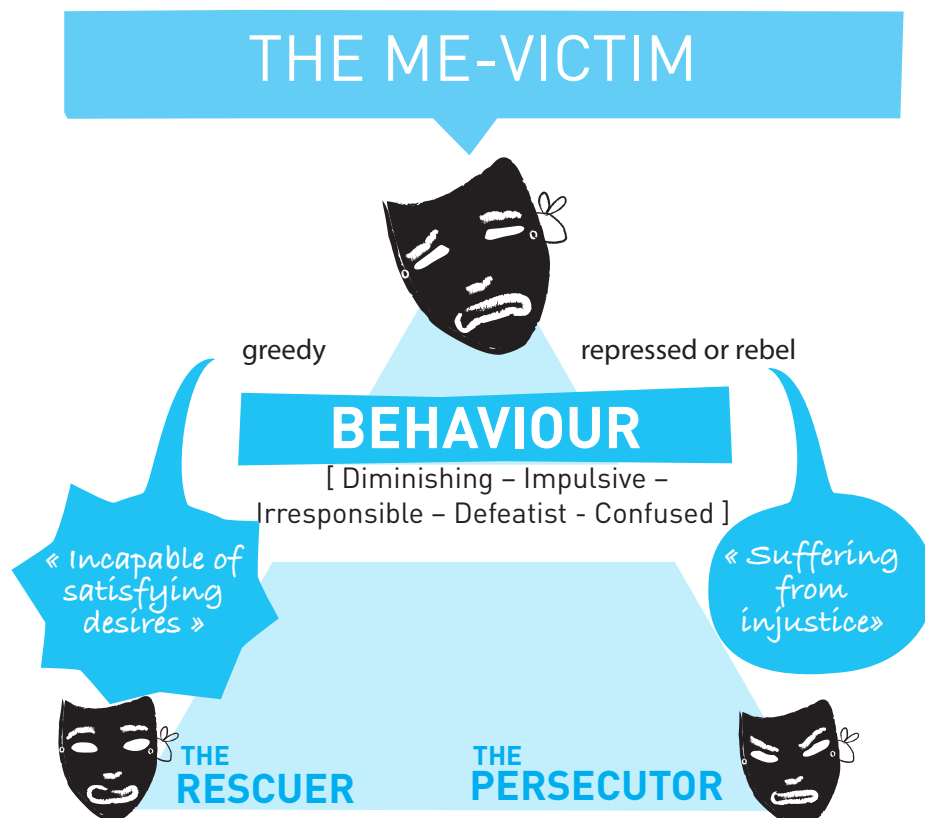 THE ME-VICTIM
greedy
repressed or rebel
BEHAVIOUR
[ Diminishing – Impulsive –
Irresponsible – Defeatist - Confused ]
« Incapable of
satisfying
desires »
« Suffering
from
injustice»
THE
RESCUER
THE
PERSECUTOR